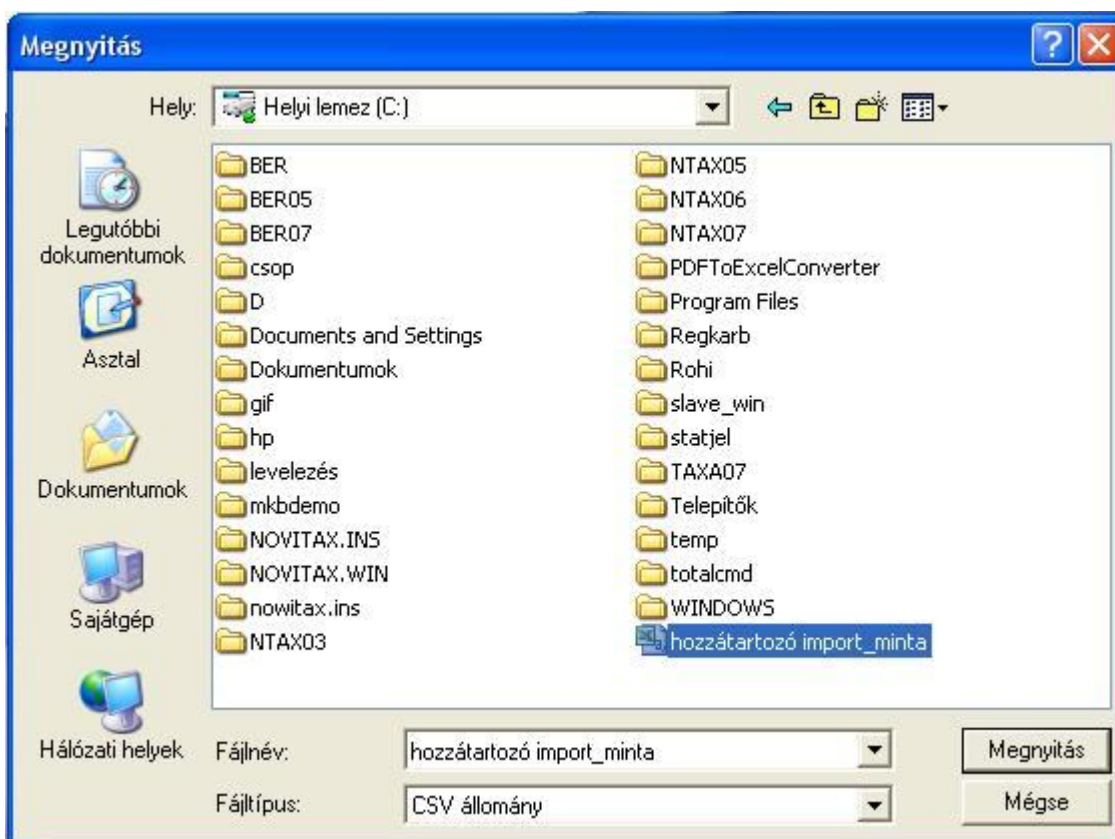 Megnyitás
Hely:
Helyi lemez (C:)
Legutóbbi
dokumentumok
Asztal
Dokumentumok
Sajátgép
Hálózati helyek
BER
BER05
BER07
csop
D
Documents and Settings
Dokumentumok
gif
hp
levelezés
mkbdemo
NOVITAX.INS
NOVITAX.WIN
nowitax.ins
NTAX03
NTAX05
NTAX06
NTAX07
PDFToExcelConverter
Program Files
Regkarb
Rohi
slave_win
statjel
TAXA07
Telepítők
temp
totalcmd
WINDOWS
hozzátartozó import_minta
Fájlnév:
hozzátartozó import_minta
Megnyitás
Fájltípus:
CSV állomány
Mégse